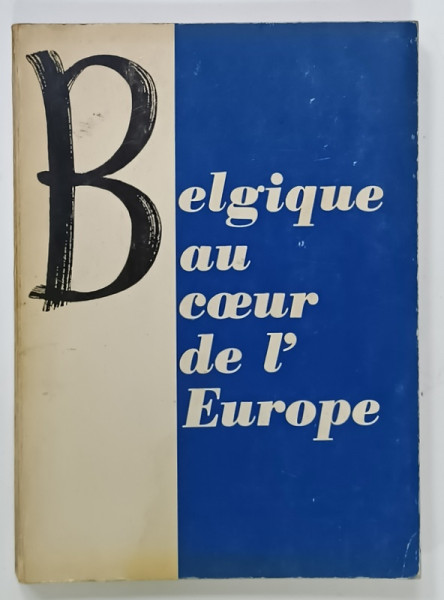 Belgique
au
cœur
de l'
Europe